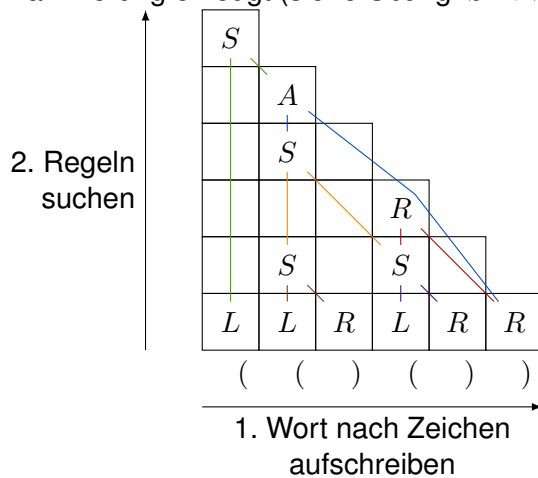 S
A
S
2. Regeln
suchen
R
S S
L L R L R R
( ( ) ( ) )
1. Wort nach Zeichen
aufschreiben